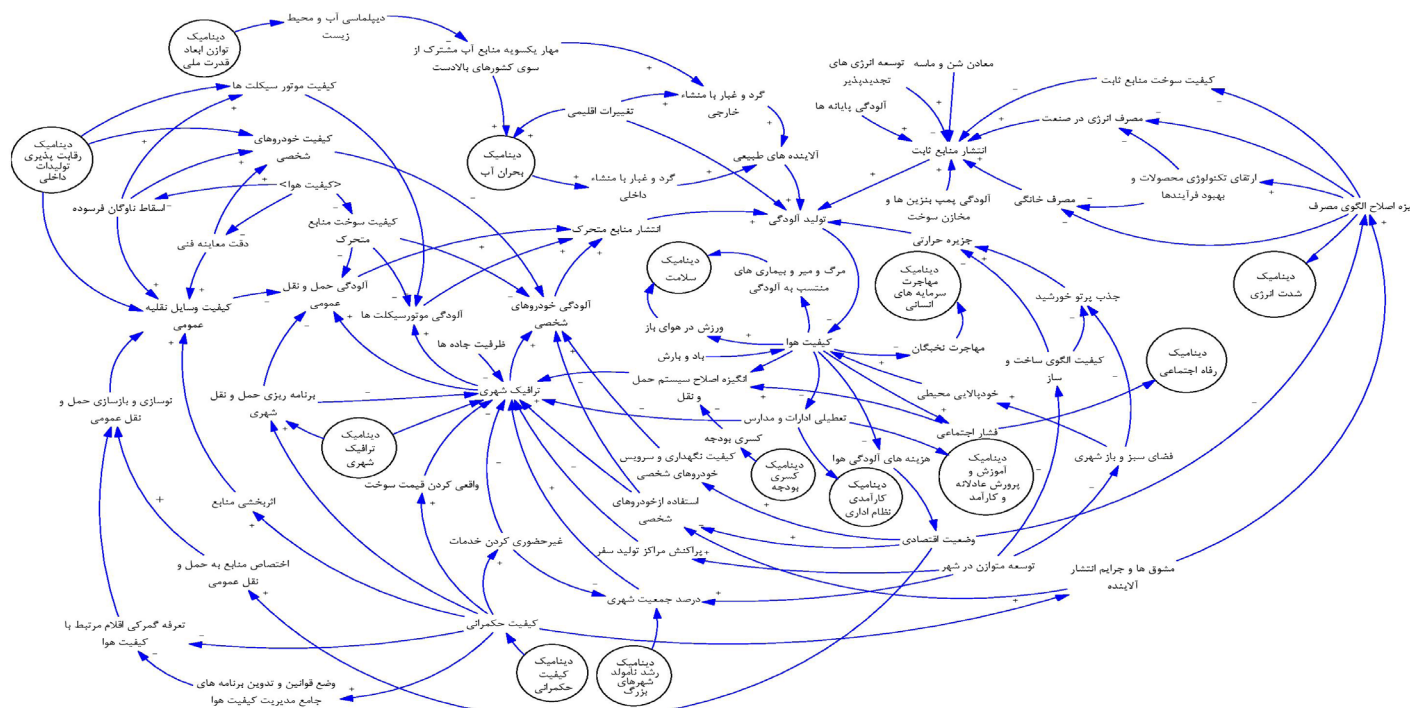 دینامیک
توازن ابعاد
قدرت ملی
دیپلماسی آب و محیط
زیست
مهار یکسویه منابع آب مشترک از
سوی کشورهای بالادست
کیفیت موتور سیکلت ها
گرد و غبار با منشاء
خارجی
تغییرات اقلیمی
توسعه انرژی های
تجدیدپذیر
معادن شن و ماسه
کیفیت سوخت منابع ثابت
آلودگی پایانه ها
مصرف انرژی در صنعت
دینامیک
رقابت پذیری
تولیدات
داخلی
کیفیت خودروهای
شخصی
دینامیک
بحران آب
آلاینده های طبیعی
انتشار منابع ثابت
<کیفیت هوا>
اسقاط ناوگان فرسوده
گرد و غبار با منشاء
داخلی
ارتقای تکنولوژی محصولات و
بهبود فرآیندها
آلودگی پمپ بنزین ها و
مخازن سوخت
مصرف خانگی
یزه اصلاح الگوی مصرف
کیفیت سوخت منابع
متحرک
تولید آلودگی
انتشار منابع متحرک
دقت معاینه فنی
جزیره حرارتی
آلودگی حمل و نقل
عمومی
دینامیک
سلامت
مرگ و میر و بیماری های
منتسب به آلودگی
دینامیک
مهاجرت
سرمایه های
انسانی
دینامیک
شدت انرژی
جذب پرتو خورشید
کیفیت وسایل نقلیه
عمومی
آلودگی موتورسیکلت ها
آلودگی خودروهای
شخصی
ورزش در هوای باز
کیفیت هوا
مهاجرت نخبگان
ظرفیت جاده ها
باد و بارش
کیفیت الگوی ساخت و
ساز
دینامیک
رفاه اجتماعی
انگیزه اصلاح سیستم حمل
و نقل
ترافیک شهری
خودپالایی محیطی
برنامه ریزی حمل و نقل
شهری
نوسازی و بازسازی حمل و
نقل عمومی
تعطیلی ادارات و مدارس
فشار اجتماعی
دینامیک
ترافیک
شهری
کسری بودجه
کیفیت نگهداری و سرویس
خودروهای شخصی
هزینه های آلودگی هوا
فضای سبز و باز شهری
دینامیک
کسری
بودجه
دینامیک
کارآمدی
نظام اداری
دینامیک
آموزش و
پرورش عادلانه
و کارآمد
واقعی کردن قیمت سوخت
اثربخشی منابع
استفاده ازخودروهای
شخصی
غیرحضوری کردن خدمات
وضعیت اقتصادی
پراکنش مراکز تولید سفر
توسعه متوازن در شهر
مشوق ها و جرایم انتشار
آلاینده
اختصاص منابع به حمل و
نقل عمومی
درصد جمعیت شهری
کیفیت حکمرانی
تعرفه گمرکی اقلام مرتبط با
کیفیت هوا
دینامیک
کیفیت
حکمرانی
دینامیک
رشد نامولد
شهرهای
بزرگ
وضع قوانین و تدوین برنامه های
جامع مدیریت کیفیت هوا